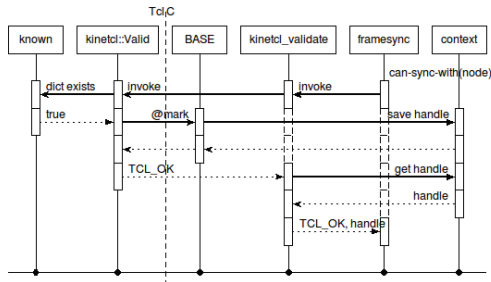 Tcl C
known kinetcl::Valid BASE kinetcl_validate framesync context
can-sync-with(node)
dict exists invoke invoke
true @mark save handle
TCL_OK get handle
handle
TCL_OK, handle